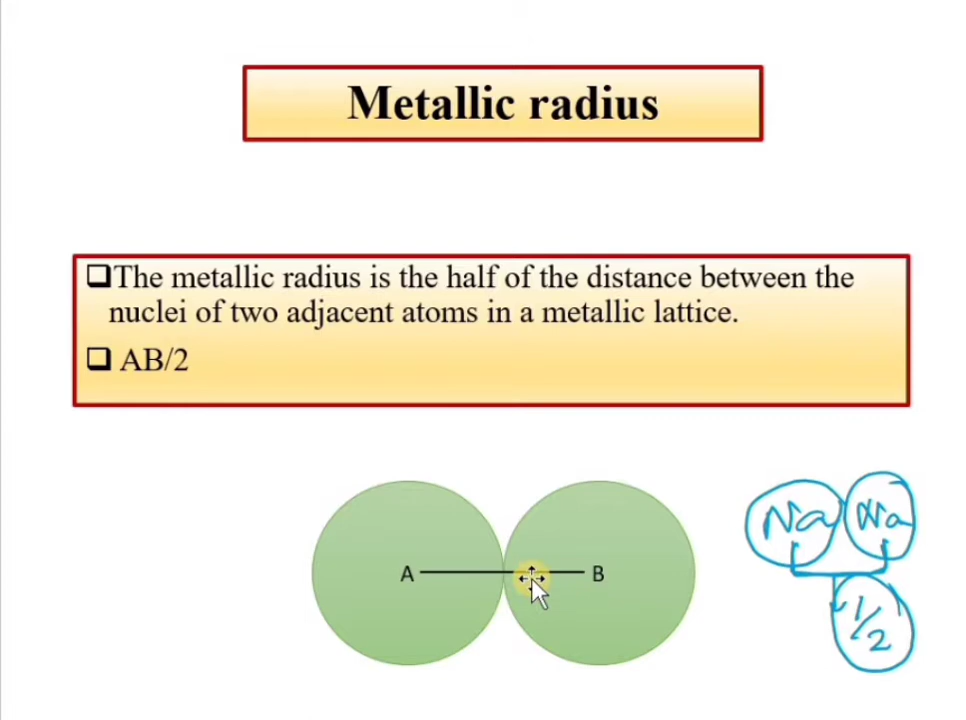 Metallic radius
❑The metallic radius is the half of the distance between the
nuclei of two adjacent atoms in a metallic lattice.
❑ AB/2
A B
Na Na
1/2